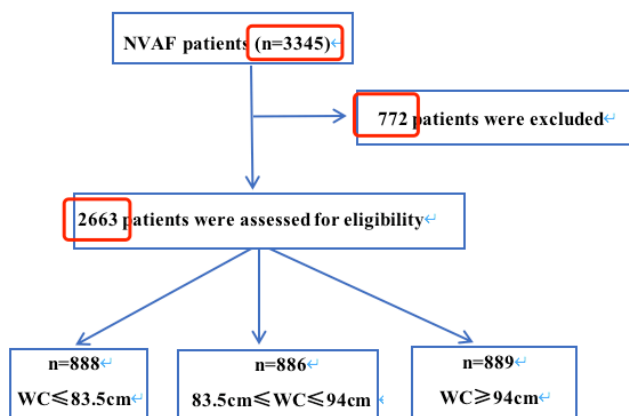 NVAF patients (n=3345)↵
772 patients were excluded↵
2663 patients were assessed for eligibility↵
n=888↵
WC≤83.5cm↵
n=886↵
83.5cm≤WC≤94cm↵
n=889↵
WC≥94cm↵